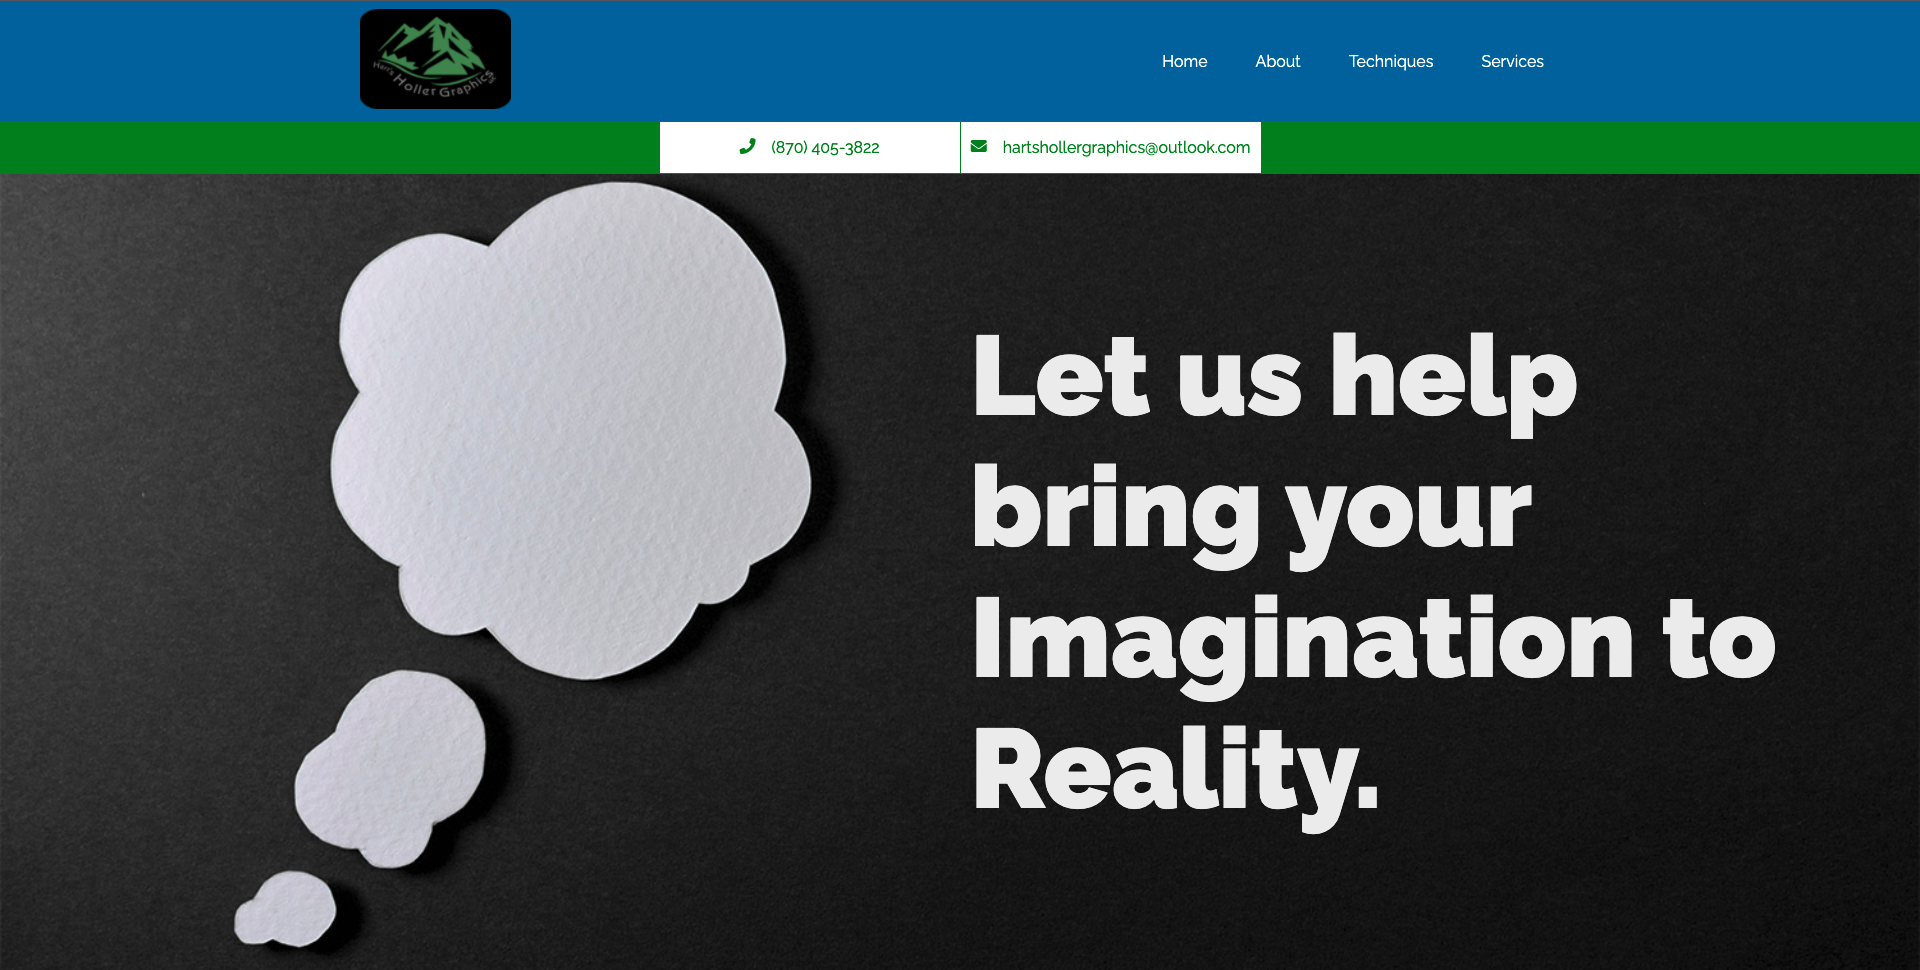 Hart's Holler Graphics
Home
About
Techniques
Services
(870) 405-3822
hartshollergraphics@outlook.com
Let us help
bring your
Imagination to
Reality.